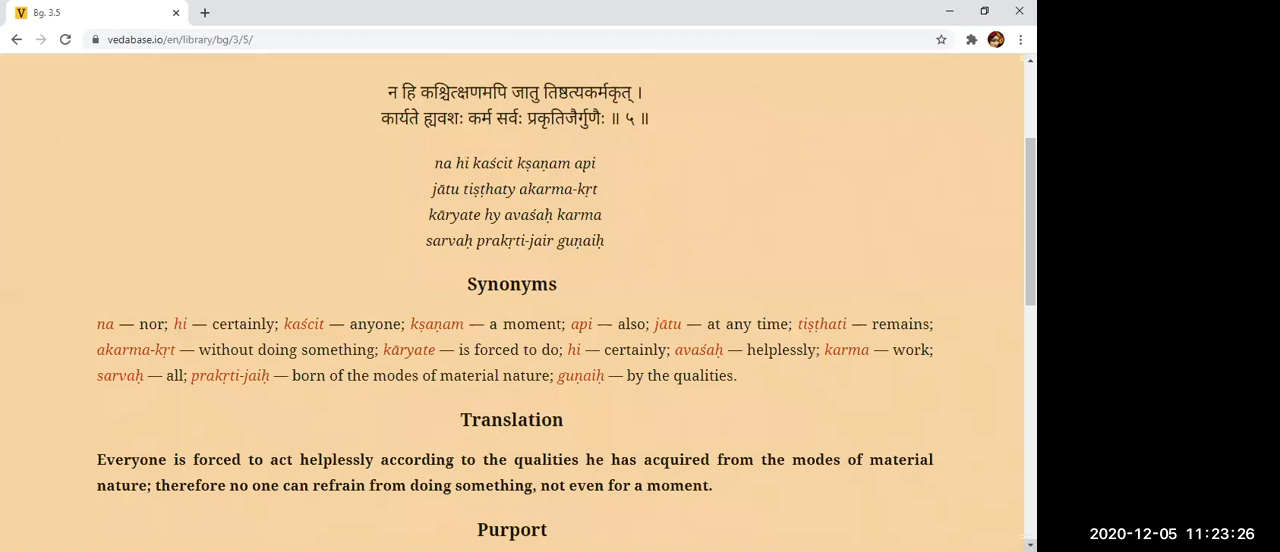 Bg. 3.5
vedabase.io/en/library/bg/3/5/
न हि कश्चित्क्षणमपि जातु तिष्ठत्यकर्मकृत् ।
कार्यते ह्यवशः कर्म सर्वः प्रकृतिजैर्गुणैः ॥ ५ ॥
na hi kaścit kṣaṇam api
jātu tiṣṭhaty akarma-kṛt
kāryate hy avaśaḥ karma
sarvaḥ prakṛti-jair guṇaiḥ
Synonyms
na — nor; hi — certainly; kaścit — anyone; kṣaṇam — a moment; api — also; jātu — at any time; tiṣṭhati — remains;
akarma-kṛt — without doing something; kāryate — is forced to do; hi — certainly; avaśaḥ — helplessly; karma — work;
sarvaḥ — all; prakṛti-jaiḥ — born of the modes of material nature; guṇaiḥ — by the qualities.
Translation
Everyone is forced to act helplessly according to the qualities he has acquired from the modes of material
nature; therefore no one can refrain from doing something, not even for a moment.
Purport
2020-12-05 11:23:26